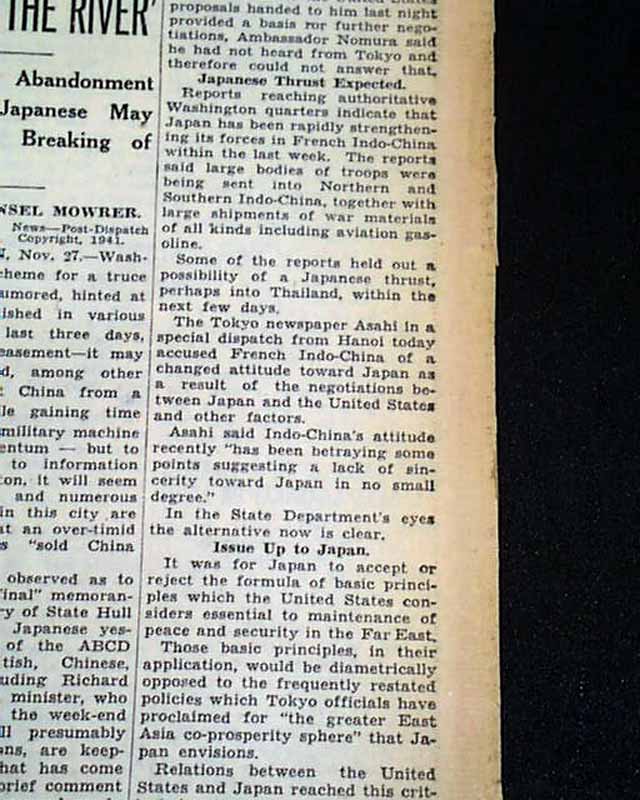 THE RIVER'
Abandonment
Japanese May
Breaking of
NSEL MOWRER.
News—Post-Dispatch
Copyright, 1941.
N, Nov. 27.—Wash-
cheme for a truce
umored, hinted at
ished in various
last three days,
easement—it may
d, among other
China from a
le gaining time
military machine
entum — but to
to information
ton, it will seem
and numerous
in this city are
at an over-timid
s "sold China
observed as to
final" memoran-
ry of State Hull
Japanese yes-
of the ABCD
tish, Chinese,
uding Richard
minister, who
the week-end
ll presumably
ns, are keep-
hat has come
brief comment
proposals handed to him last night
provided a basis for further nego-
tiations, Ambassador Nomura said
he had not heard from Tokyo and
therefore could not answer that.
Japanese Thrust Expected.
Reports reaching authoritative
Washington quarters indicate that
Japan has been rapidly strengthen-
ing its forces in French Indo-China
within the last week. The reports
said large bodies of troops were
being sent into Northern and
Southern Indo-China, together with
large shipments of war materials
of all kinds including aviation gas-
oline.
Some of the reports held out a
possibility of a Japanese thrust,
perhaps into Thailand, within the
next few days.
The Tokyo newspaper Asahi in a
special dispatch from Hanoi today
accused French Indo-China of a
changed attitude toward Japan as
a result of the negotiations be-
tween Japan and the United States
and other factors.
Asahi said Indo-China's attitude
recently "has been betraying some
points suggesting a lack of sin-
cerity toward Japan in no small
degree."
In the State Department's eyes
the alternative now is clear.
Issue Up to Japan.
It was for Japan to accept or
reject the formula of basic princi-
ples which the United States con-
siders essential to maintenance of
peace and security in the Far East.
Those basic principles, in their
application, would be diametrically
opposed to the frequently restated
policies which Tokyo officials have
proclaimed for "the greater East
Asia co-prosperity sphere" that Ja-
pan envisions.
Relations between the United
States and Japan reached this crit-